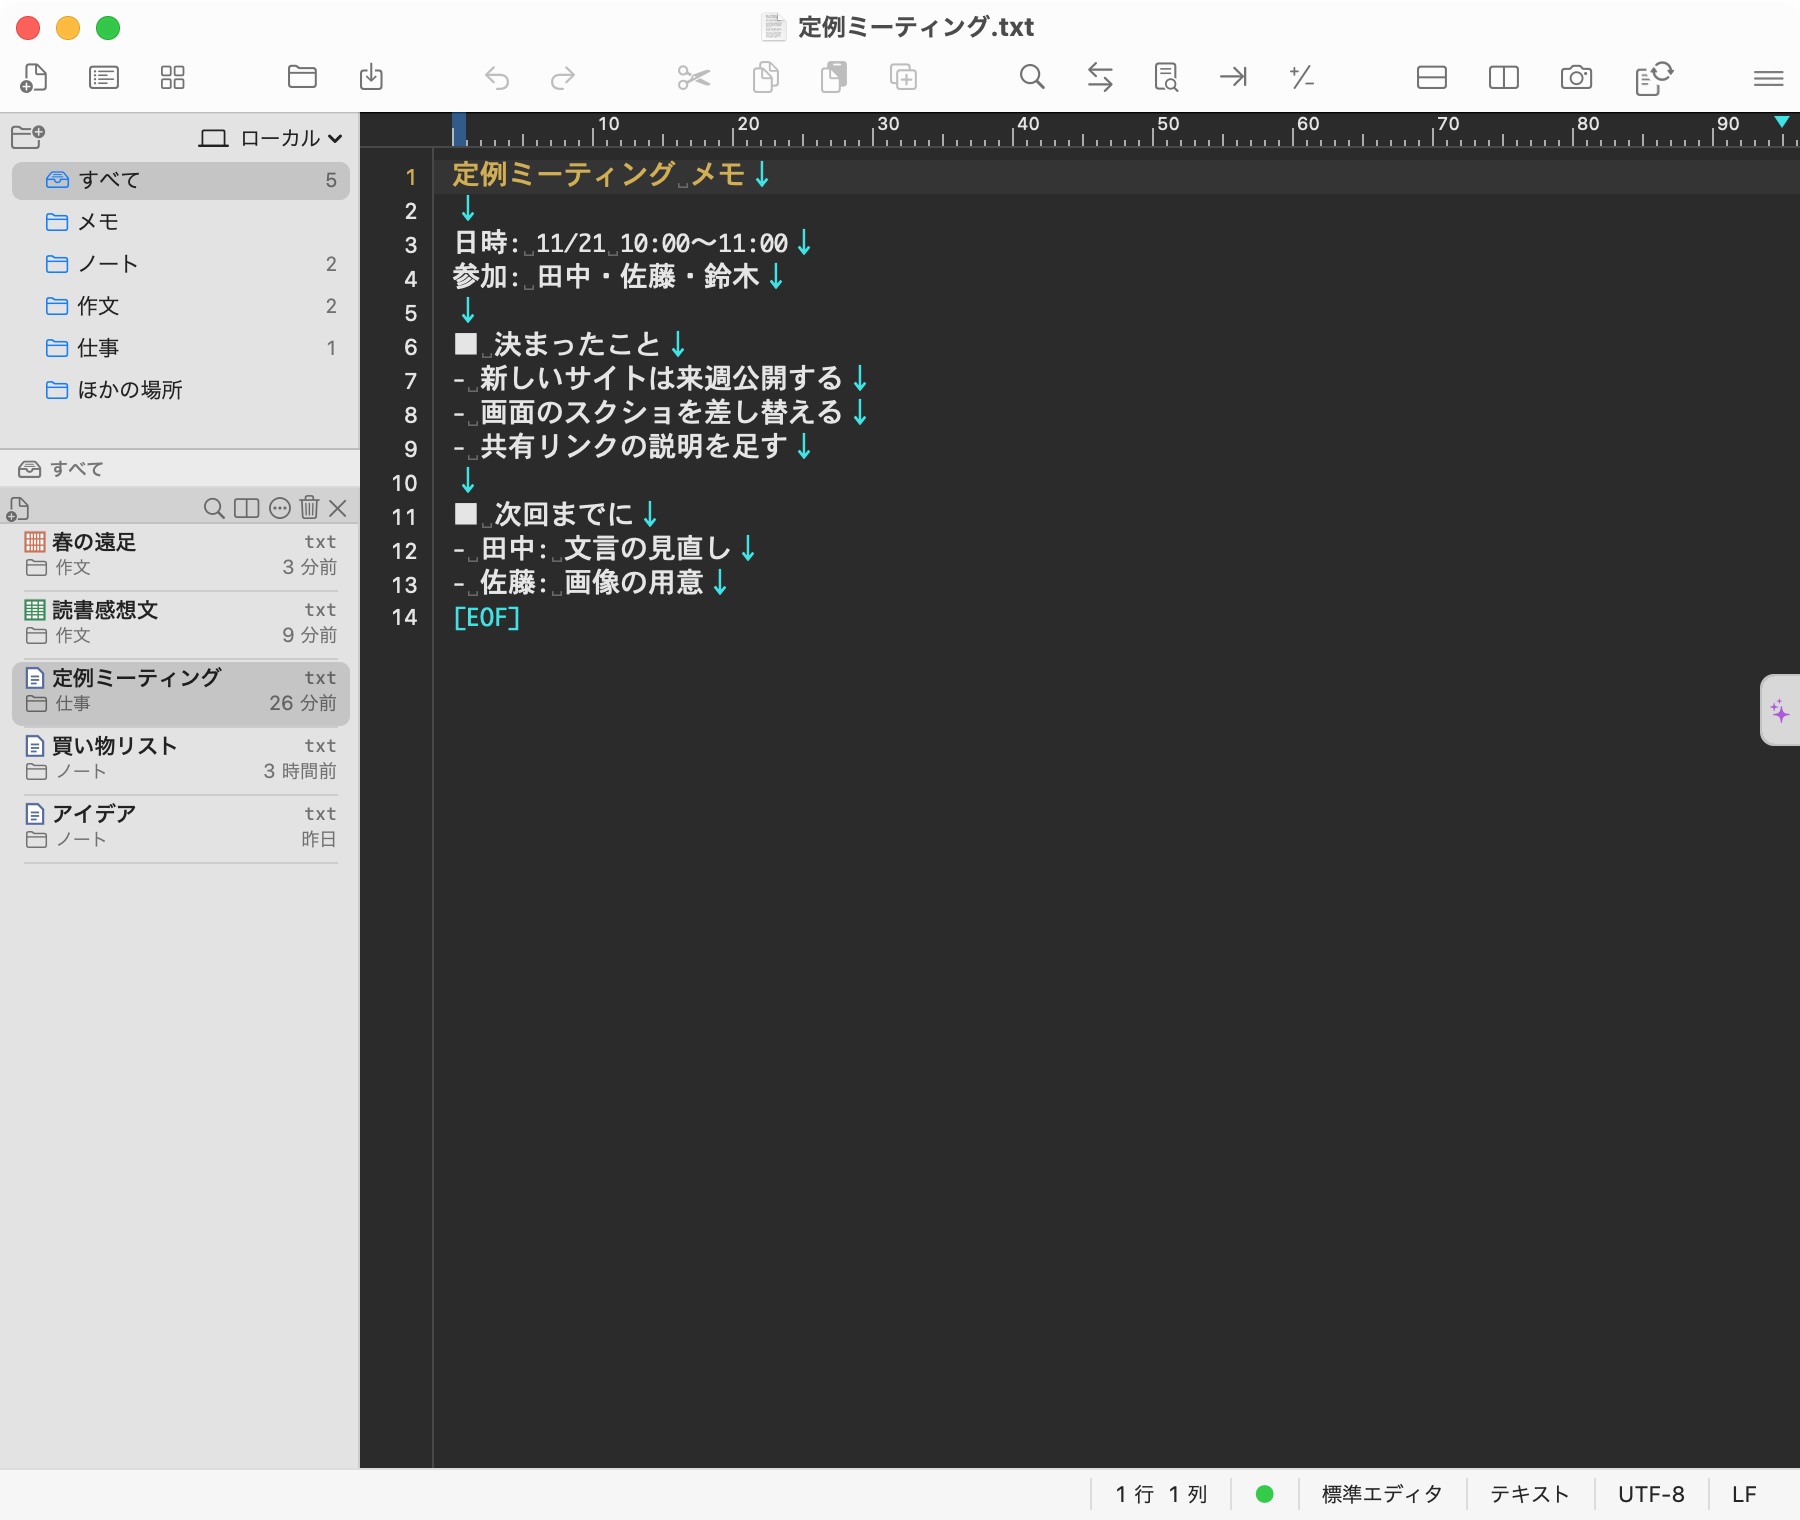 定例ミーティング.txt
ローカル
すべて 5
メモ
ノート 2
作文 2
仕事 1
ほかの場所
すべて
春の遠足 txt
作文 3 分前
読書感想文 txt
作文 9 分前
定例ミーティング txt
仕事 26 分前
買い物リスト txt
ノート 3 時間前
アイデア txt
ノート 昨日
10 20 30 40 50 60 70 80 90
1 定例ミーティング␣メモ↓
2 ↓
3 日時:␣11/21␣10:00〜11:00↓
4 参加:␣田中・佐藤・鈴木↓
5 ↓
6 ■␣決まったこと↓
7 -␣新しいサイトは来週公開する↓
8 -␣画面のスクショを差し替える↓
9 -␣共有リンクの説明を足す↓
10 ↓
11 ■␣次回までに↓
12 -␣田中:␣文言の見直し↓
13 -␣佐藤:␣画像の用意↓
14 [EOF]
1 行 1 列 標準エディタ テキスト UTF-8 LF